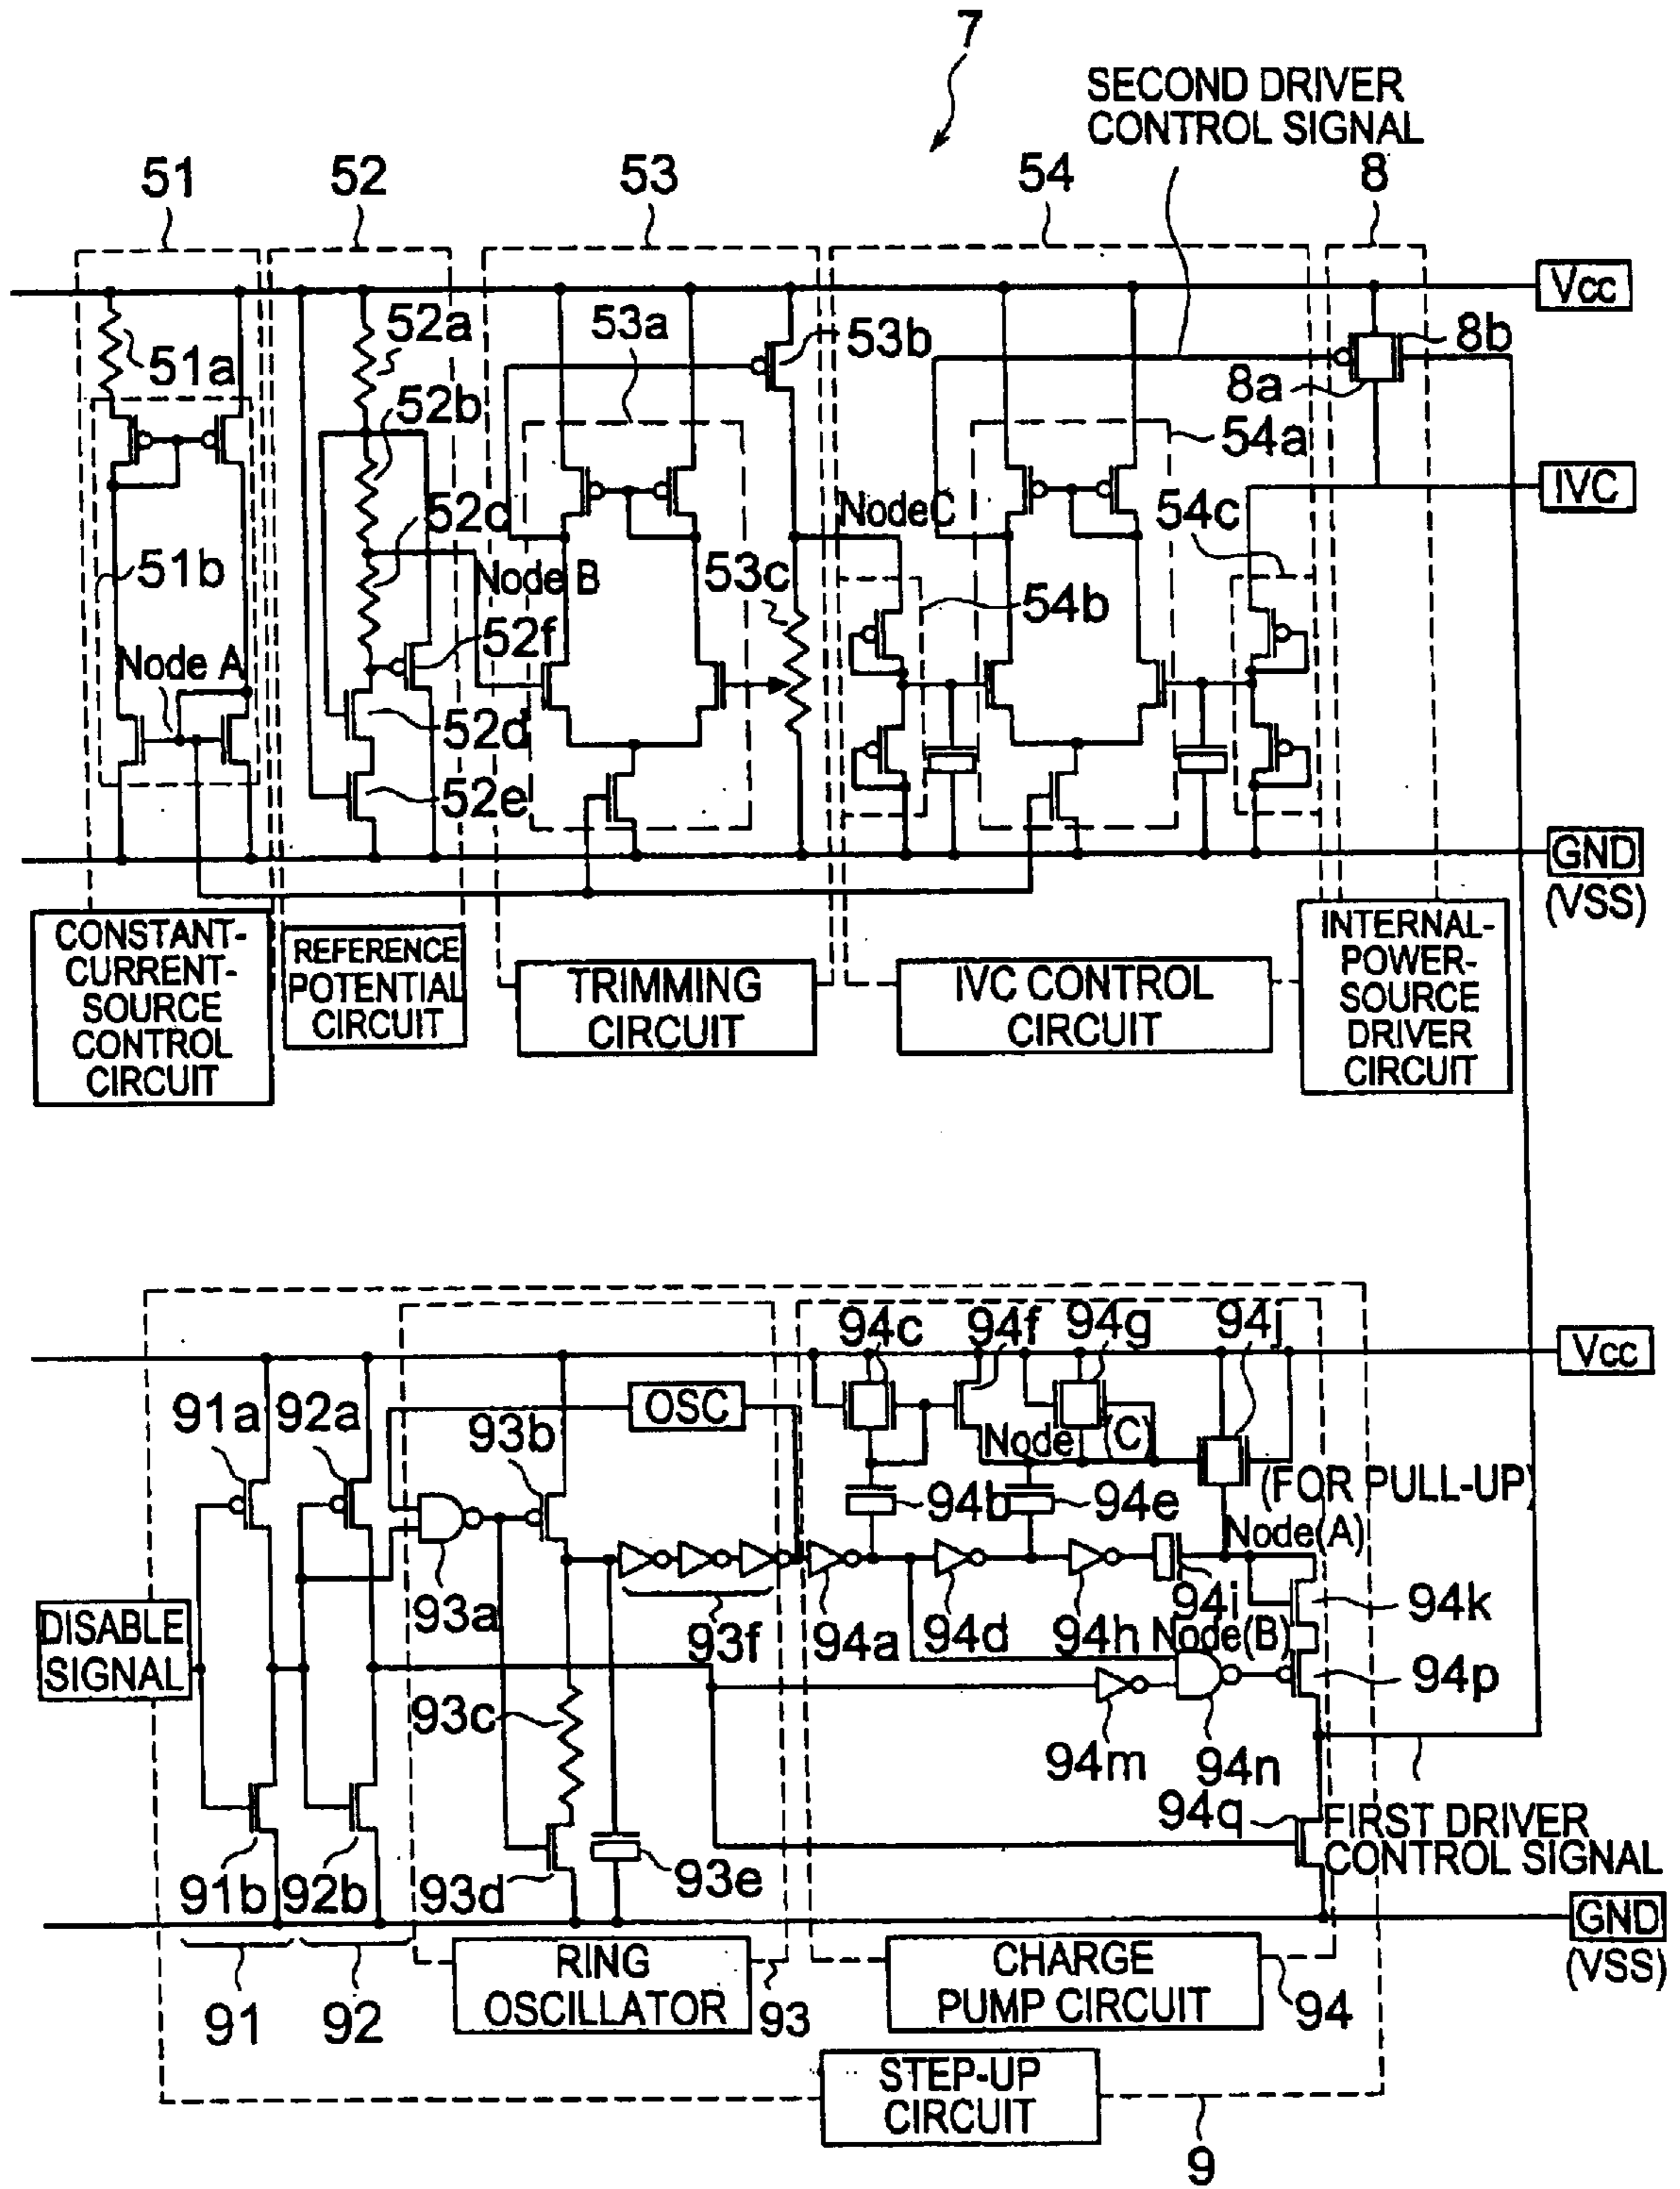 7
SECOND DRIVER
CONTROL SIGNAL
51
52
53
54
8
Vcc
51a
52a
53a
53b
8b
8a
52b
54a
IVC
52c
Node C
54c
51b
Node B
53c
54b
52f
Node A
52d
52e
GND
(VSS)
CONSTANT-
CURRENT-
SOURCE
CONTROL
CIRCUIT
REFERENCE
POTENTIAL
CIRCUIT
TRIMMING
CIRCUIT
IVC CONTROL
CIRCUIT
INTERNAL-
POWER-
SOURCE
DRIVER
CIRCUIT
94c
94f
94g
94j
Vcc
91a
92a
OSC
93b
Node (C)
94b
94e
(FOR PULL-UP)
Node(A)
93a
93f
94a
94d
94h
94i
94k
DISABLE
SIGNAL
Node(B)
94p
93c
94m
94n
94q
FIRST DRIVER
CONTROL SIGNAL
91b
92b
93d
93e
GND
(VSS)
91
92
RING
OSCILLATOR
93
CHARGE
PUMP CIRCUIT
94
STEP-UP
CIRCUIT
9